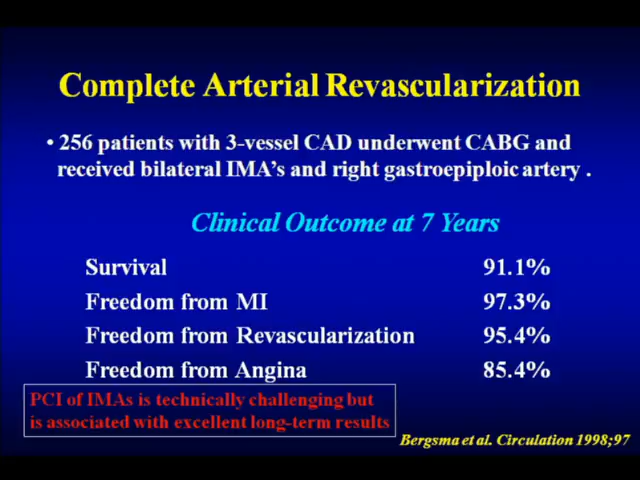 Complete Arterial Revascularization
• 256 patients with 3-vessel CAD underwent CABG and
received bilateral IMA's and right gastroepiploic artery .
Clinical Outcome at 7 Years
Survival 91.1%
Freedom from MI 97.3%
Freedom from Revascularization 95.4%
Freedom from Angina 85.4%
PCI of IMAs is technically challenging but
is associated with excellent long-term results
Bergsma et al. Circulation 1998;97